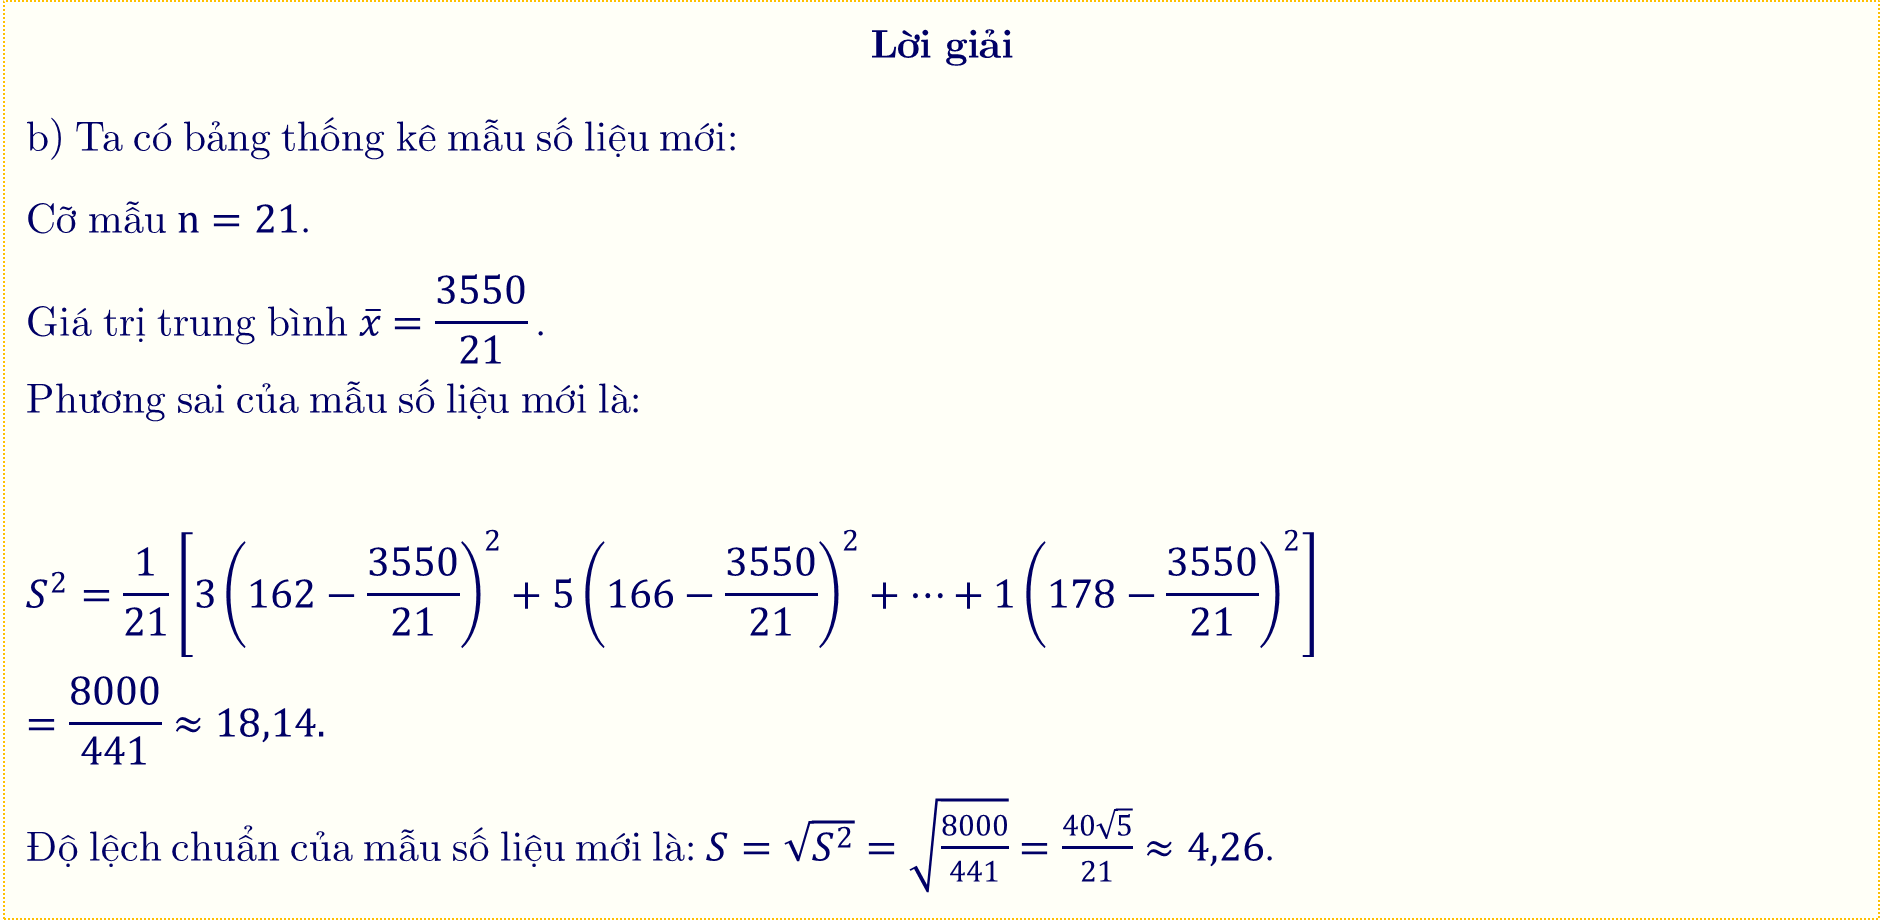 Lời giải
b) Ta có bảng thống kê mẫu số liệu mới:
Cỡ mẫu n = 21.
Giá trị trung bình x̄ = 3550/21.
Phương sai của mẫu số liệu mới là:
S² = 1/21 [3(162 − 3550/21)² + 5(166 − 3550/21)² + ⋯ + 1(178 − 3550/21)²]
= 8000/441 ≈ 18,14.
Độ lệch chuẩn của mẫu số liệu mới là: S = √S² = √(8000/441) = 40√5/21 ≈ 4,26.